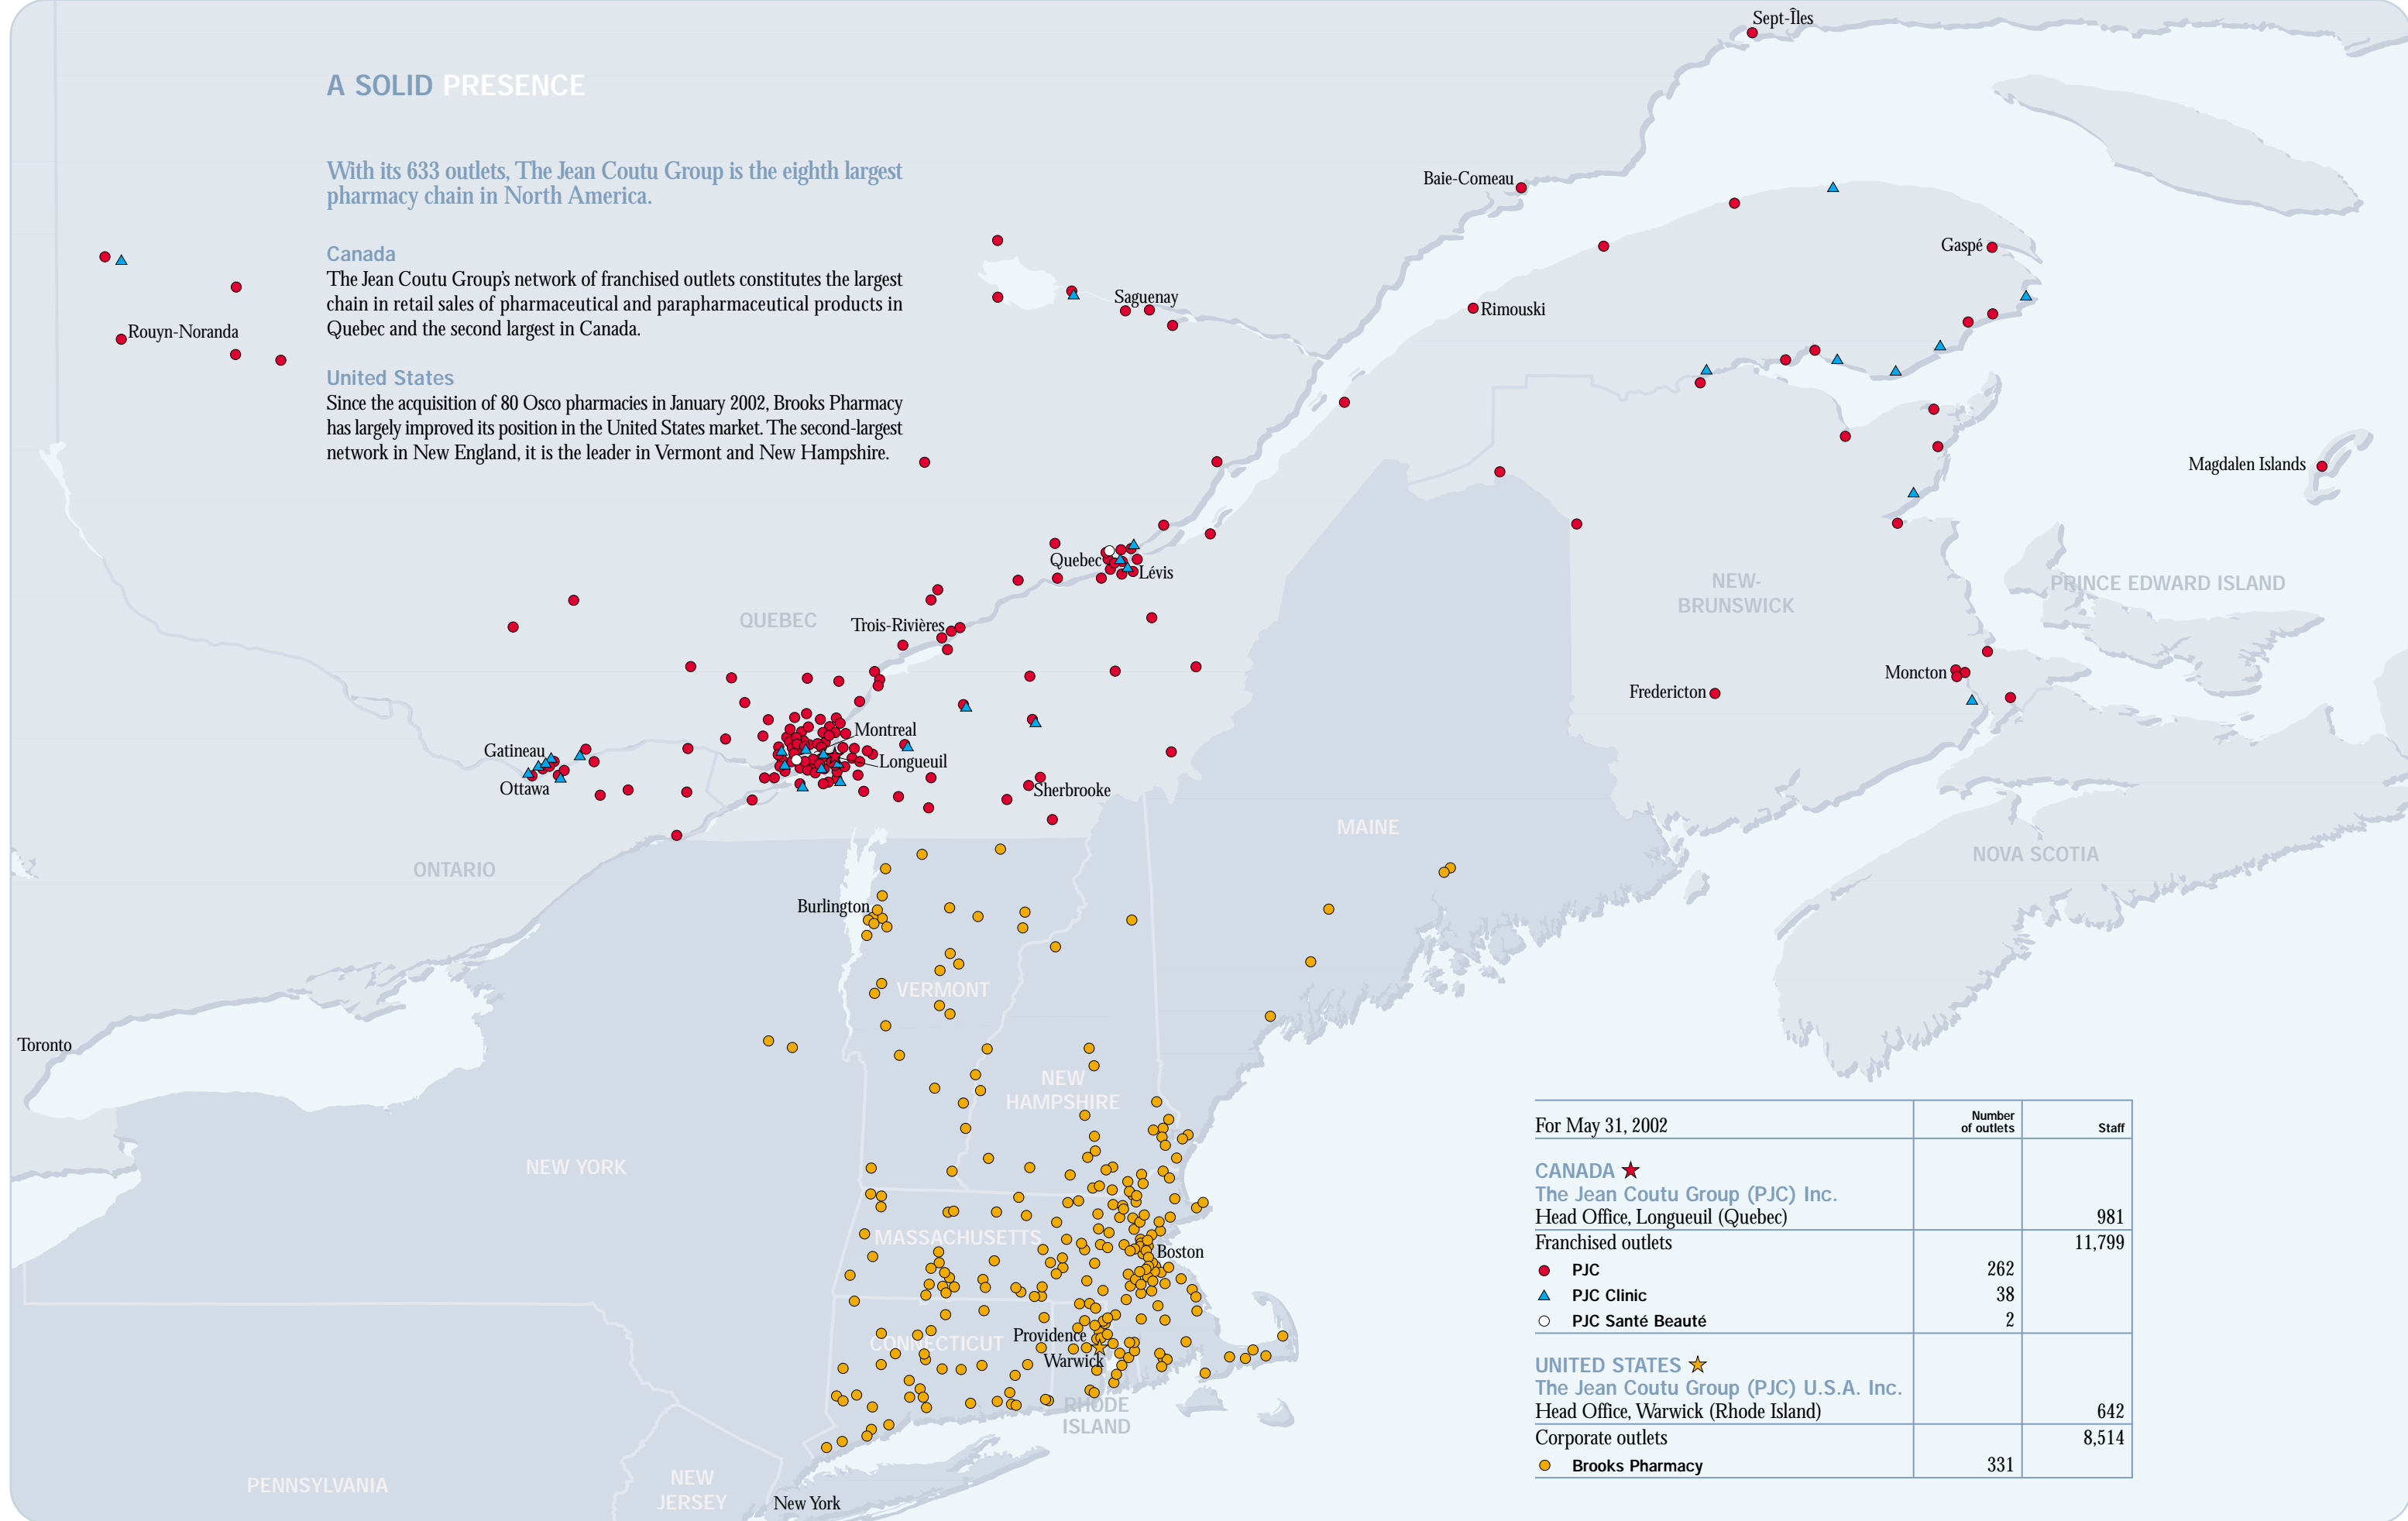 A SOLID PRESENCE
With its 633 outlets, The Jean Coutu Group is the eighth largest
pharmacy chain in North America.
Canada
The Jean Coutu Group's network of franchised outlets constitutes the largest
chain in retail sales of pharmaceutical and parapharmaceutical products in
Quebec and the second largest in Canada.
United States
Since the acquisition of 80 Osco pharmacies in January 2002, Brooks Pharmacy
has largely improved its position in the United States market. The second-largest
network in New England, it is the leader in Vermont and New Hampshire.
Sept-Îles
Baie-Comeau
Gaspé
Saguenay
Rimouski
Rouyn-Noranda
Magdalen Islands
Quebec
Lévis
NEW-
BRUNSWICK
PRINCE EDWARD ISLAND
QUEBEC
Trois-Rivières
Moncton
Fredericton
Montreal
Gatineau
Longueuil
Ottawa
Sherbrooke
MAINE
NOVA SCOTIA
ONTARIO
Burlington
VERMONT
Toronto
NEW
HAMPSHIRE
NEW YORK
MASSACHUSETTS
Boston
Providence
CONNECTICUT
Warwick
RHODE
ISLAND
PENNSYLVANIA
NEW
JERSEY
New York
For May 31, 2002
Number
of outlets
Staff
CANADA
The Jean Coutu Group (PJC) Inc.
Head Office, Longueuil (Quebec) 981
Franchised outlets 11,799
PJC 262
PJC Clinic 38
PJC Santé Beauté 2
UNITED STATES
The Jean Coutu Group (PJC) U.S.A. Inc.
Head Office, Warwick (Rhode Island) 642
Corporate outlets 8,514
Brooks Pharmacy 331